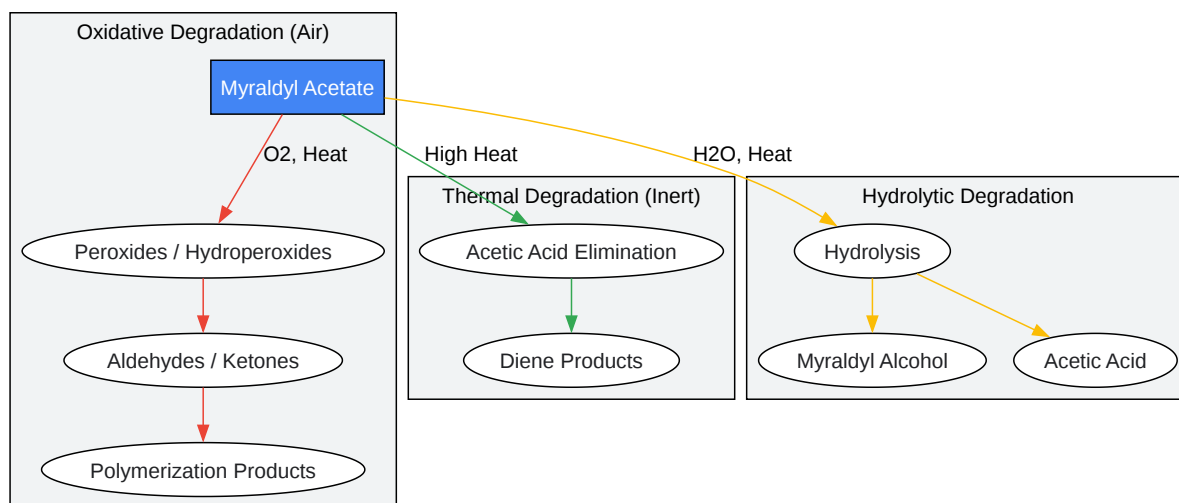 Oxidative Degradation (Air)
Myraldyl Acetate
O2, Heat
High Heat
H2O, Heat
Thermal Degradation (Inert)
Hydrolytic Degradation
Peroxides / Hydroperoxides
Acetic Acid Elimination
Hydrolysis
Aldehydes / Ketones
Diene Products
Myraldyl Alcohol
Acetic Acid
Polymerization Products